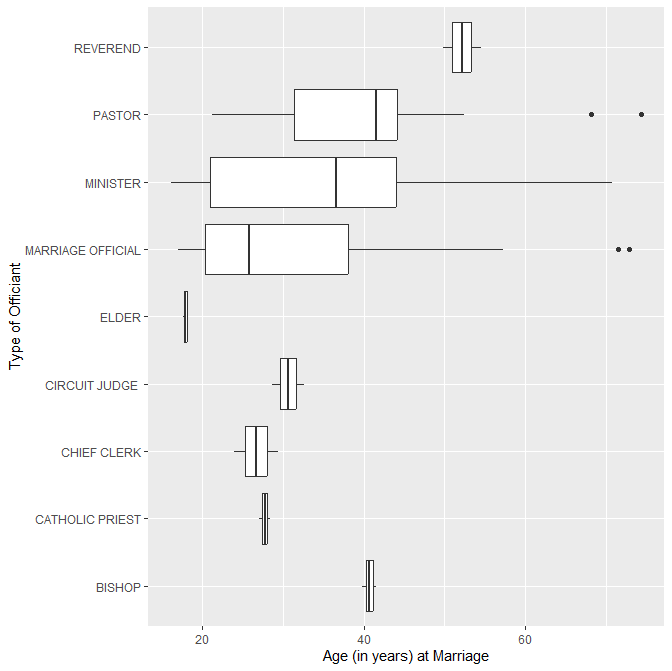 REVEREND
PASTOR
MINISTER
MARRIAGE OFFICIAL
ELDER
CIRCUIT JUDGE
CHIEF CLERK
CATHOLIC PRIEST
BISHOP
Type of Officiant
20 40 60
Age (in years) at Marriage